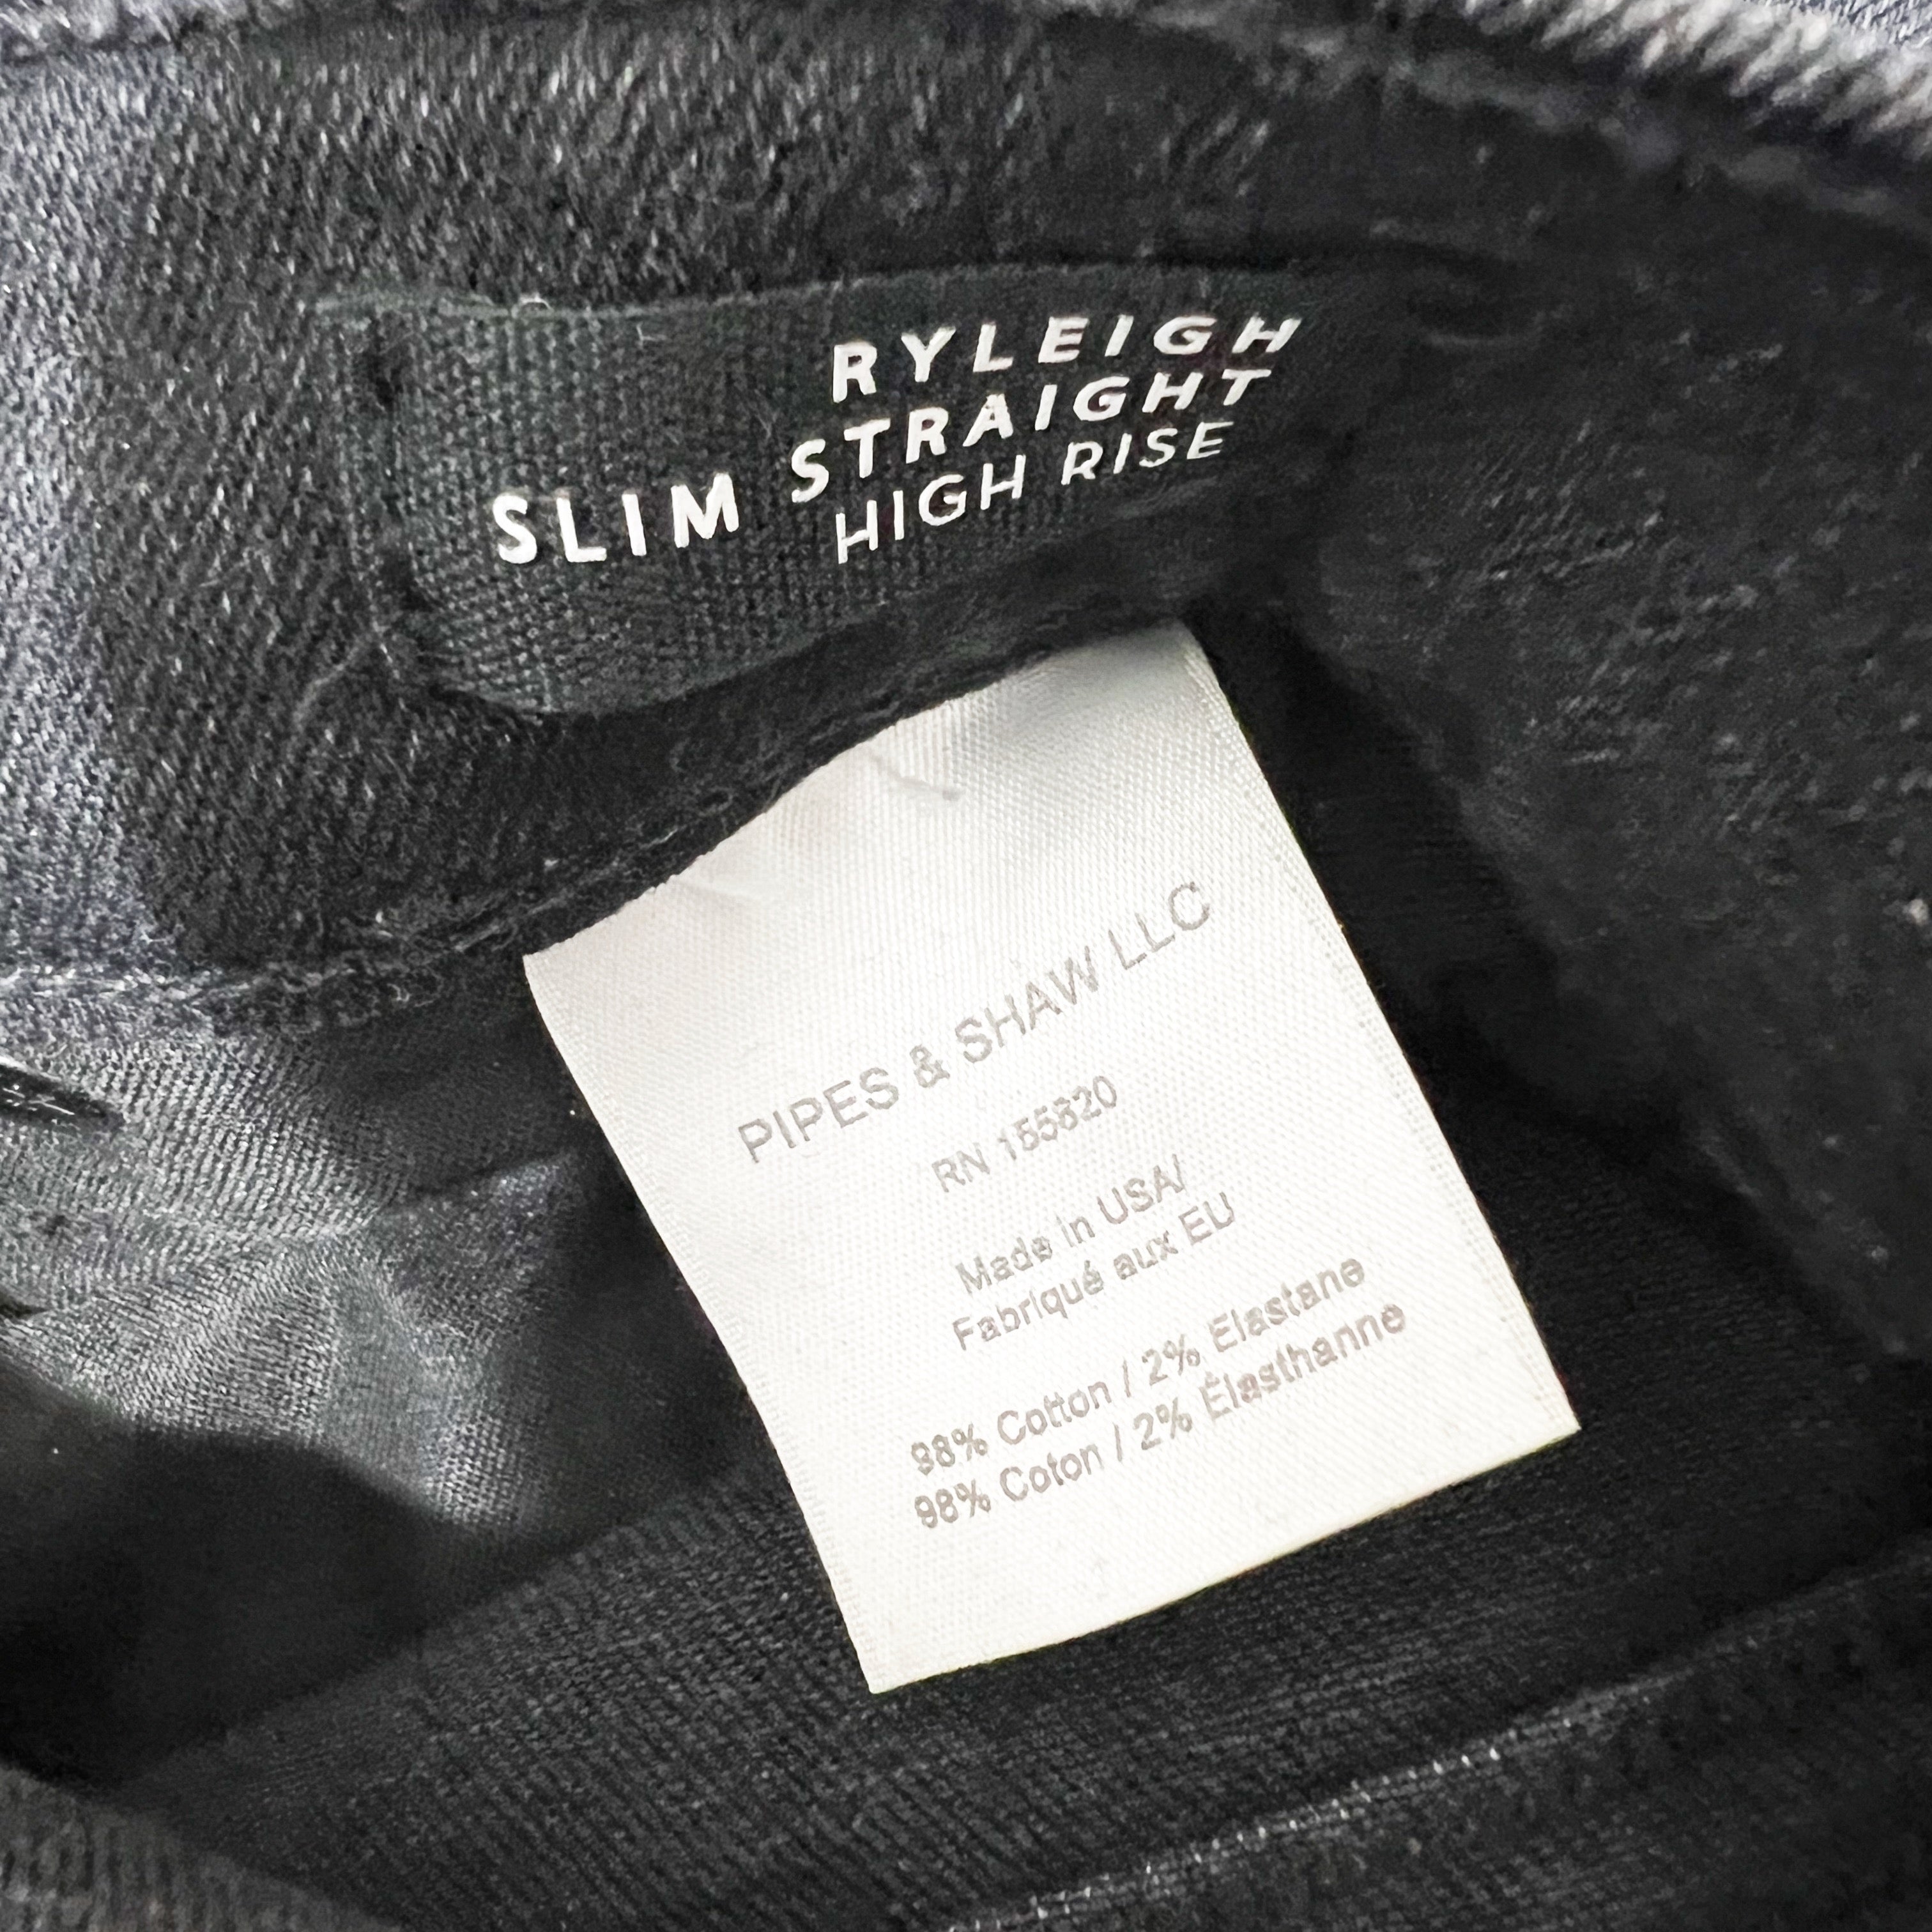 RYLEIGH
SLIM STRAIGHT
HIGH RISE
PIPES & SHAW LLC
RN 155820
Made in USA/
Fabriqué aux EU
98% Cotton / 2% Elastane
98% Coton / 2% Élasthanne